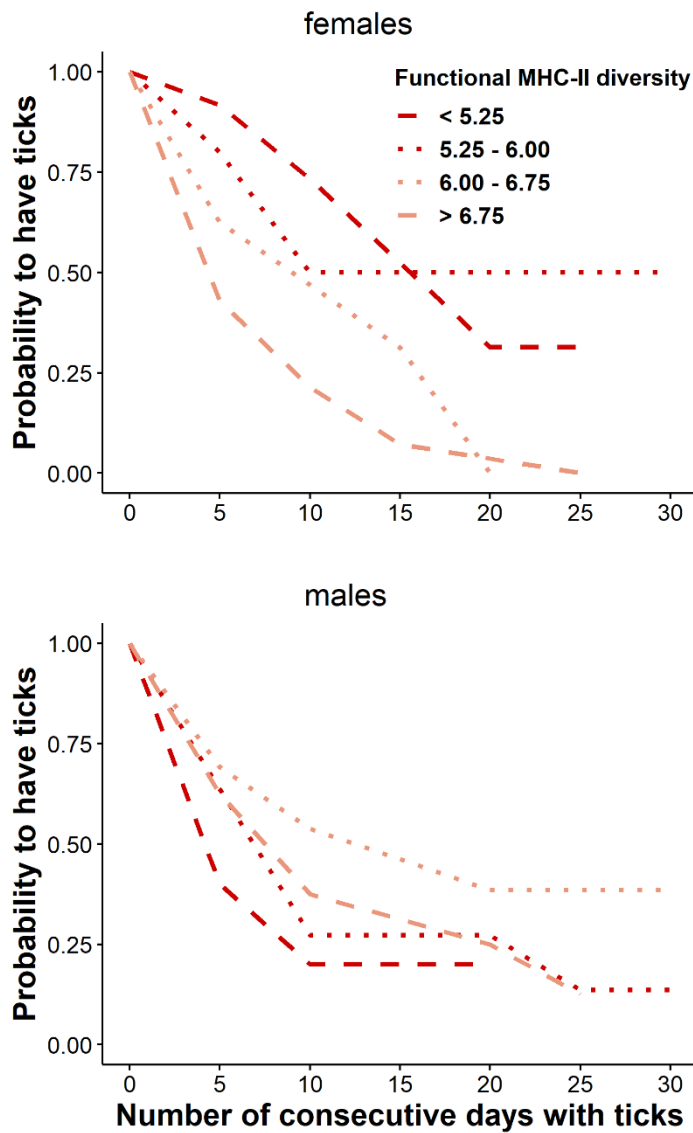 females
Probability to have ticks
1.00
0.75
0.50
0.25
0.00
Functional MHC-II diversity
< 5.25
5.25 - 6.00
6.00 - 6.75
> 6.75
0 5 10 15 20 25 30
males
Probability to have ticks
1.00
0.75
0.50
0.25
0.00
0 5 10 15 20 25 30
Number of consecutive days with ticks